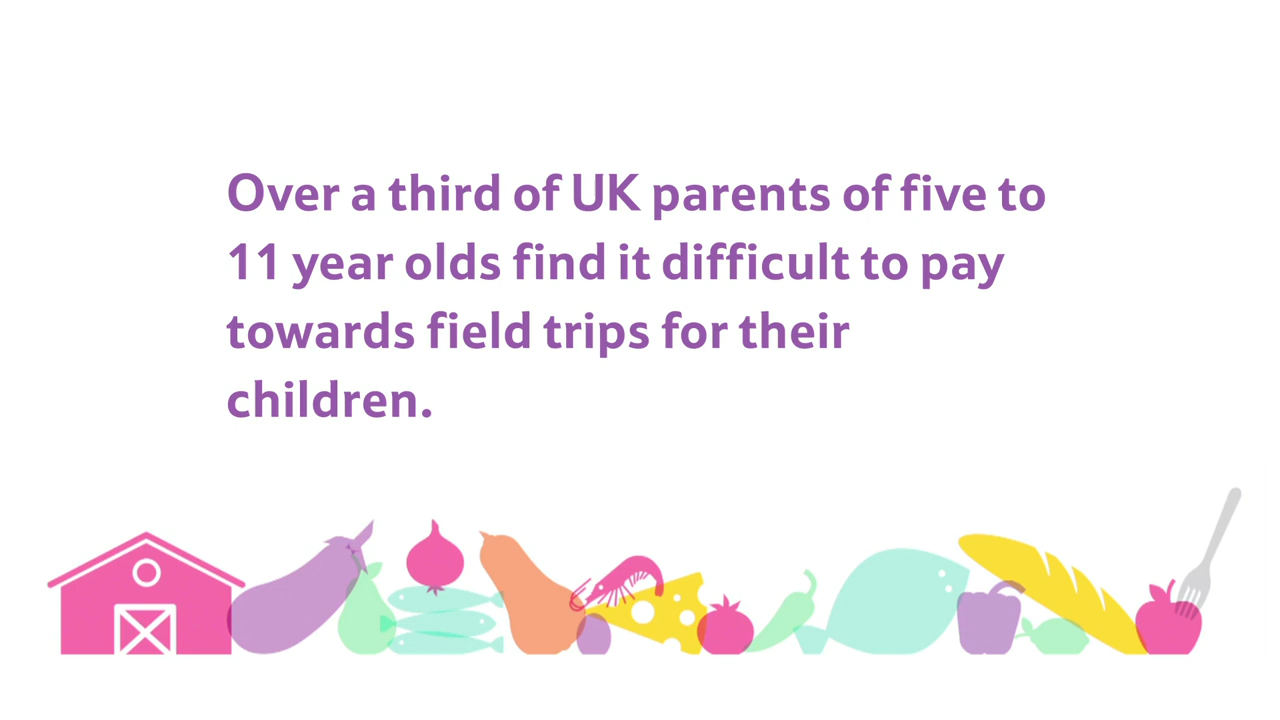 Over a third of UK parents of five to
11 year olds find it difficult to pay
towards field trips for their
children.